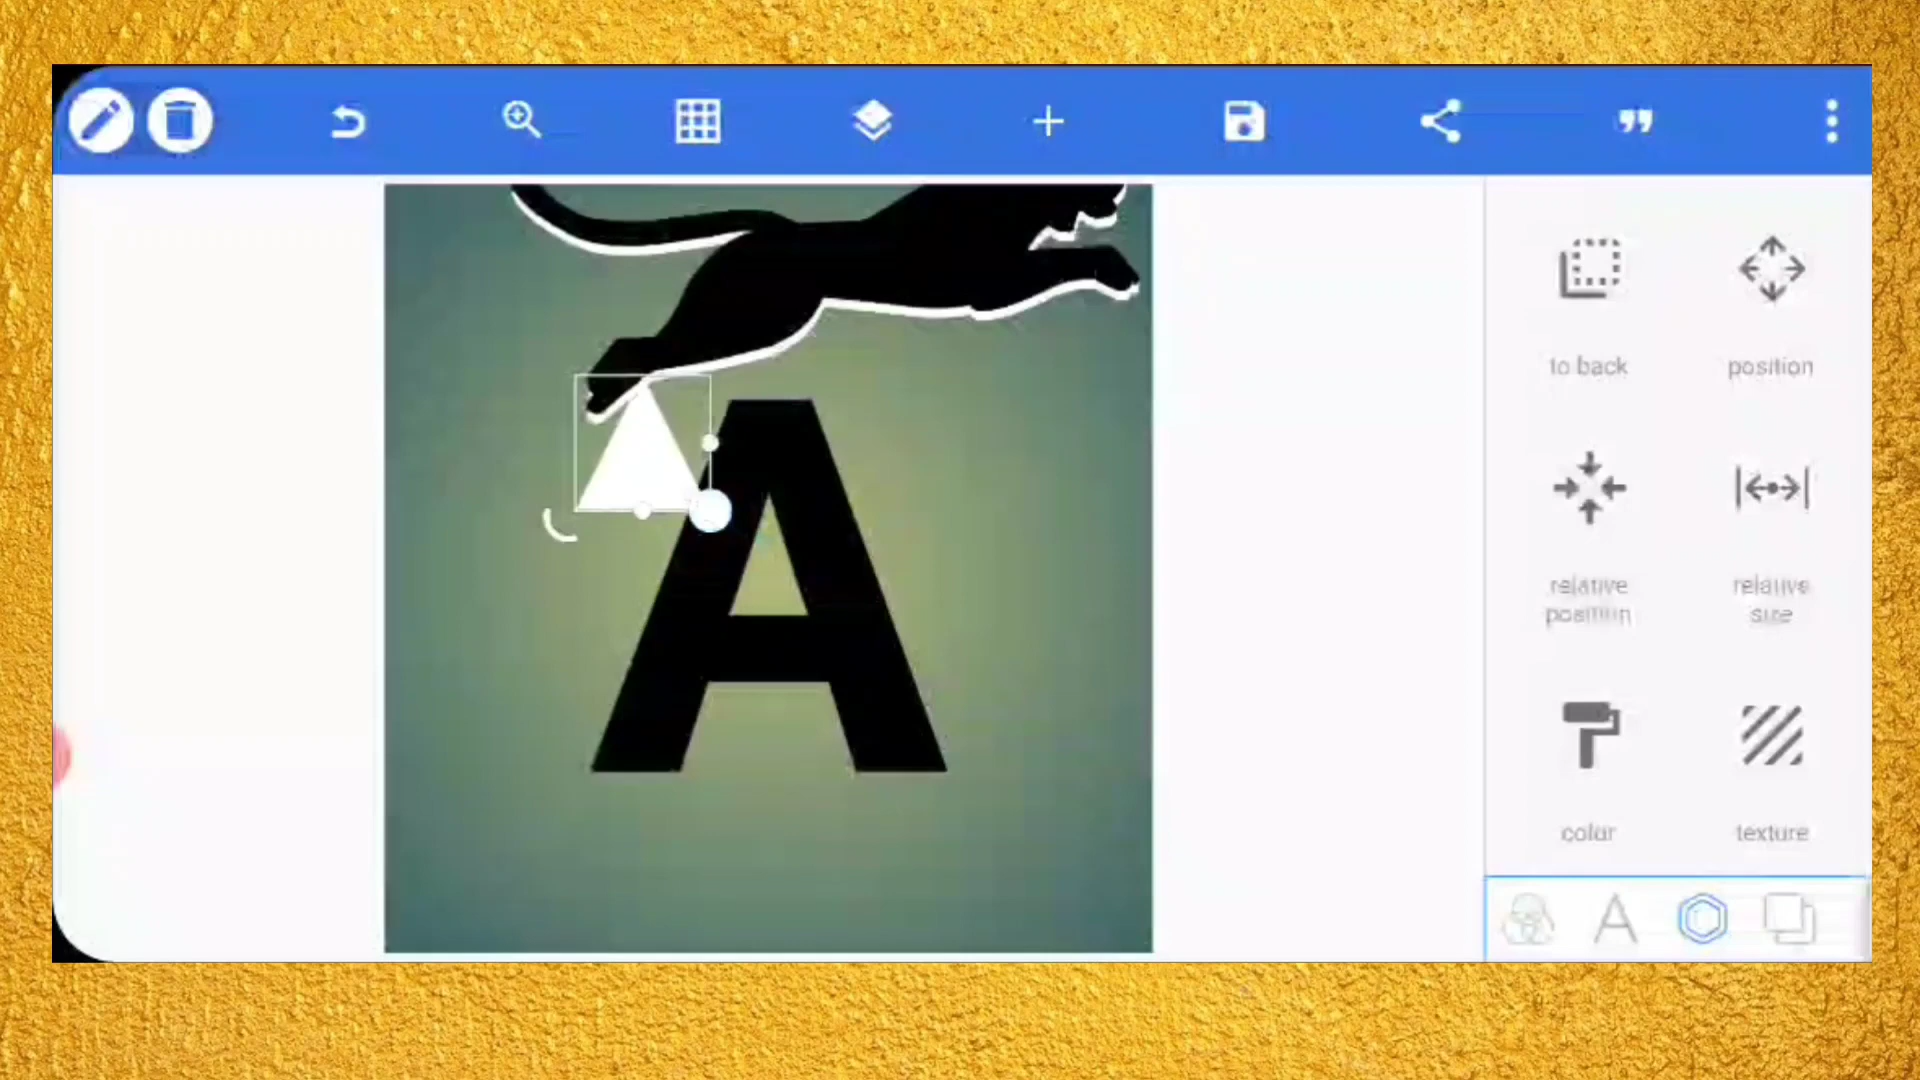 to back
position
relative
position
relative
size
A
color
texture